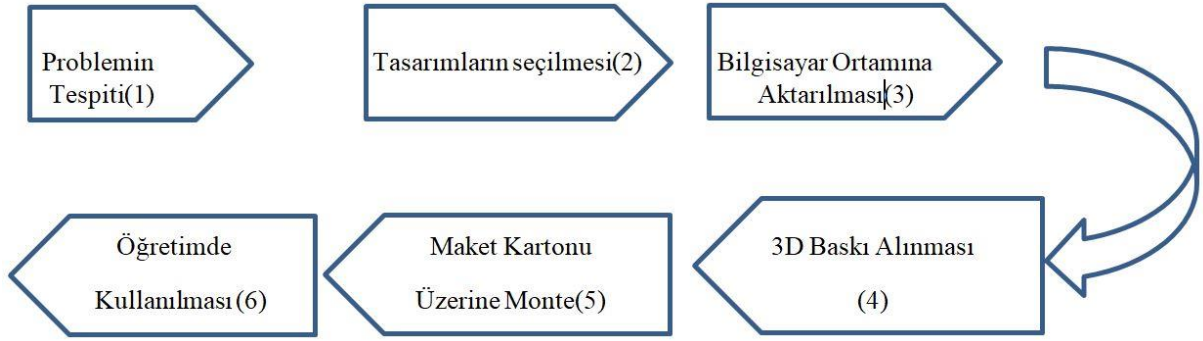 Problemin
Tespiti(1)
Tasarımların seçilmesi(2)
Bilgisayar Ortamına
Aktarılması(3)
3D Baskı Alınması
(4)
Maket Kartonu
Üzerine Monte(5)
Öğretimde
Kullanılması (6)